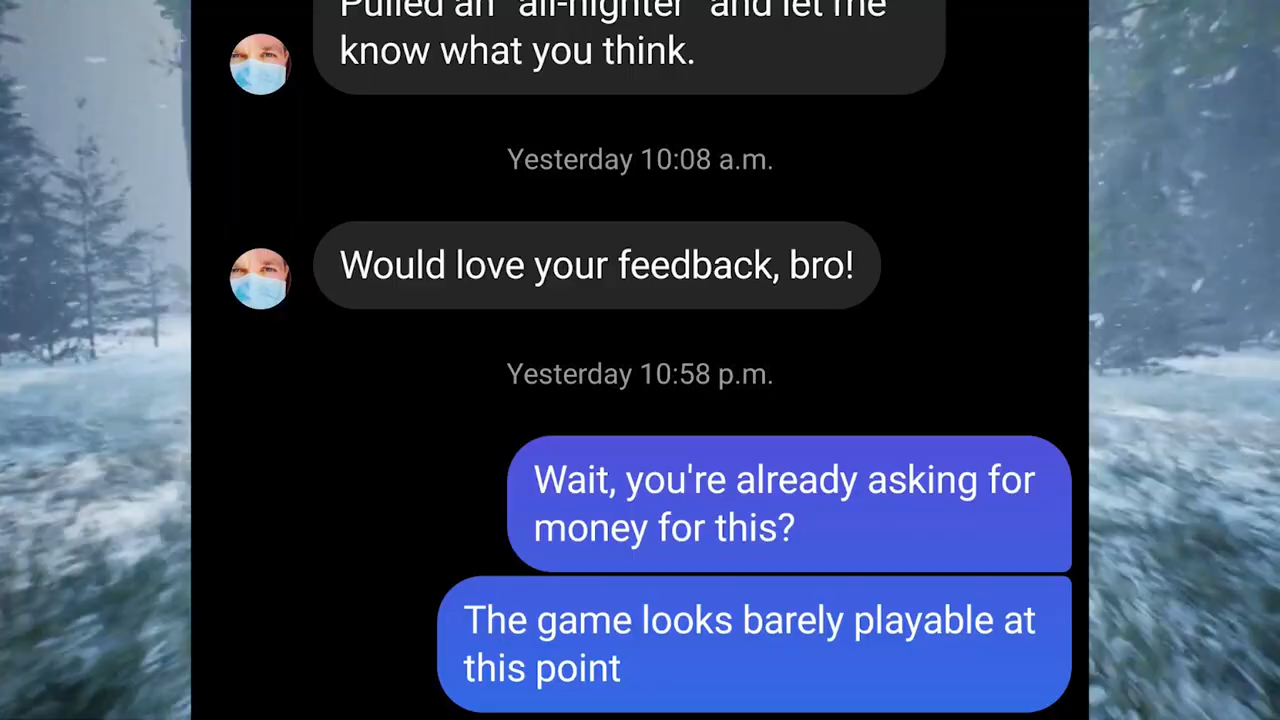 Pulled an "all-nighter" and let me
know what you think.
Yesterday 10:08 a.m.
Would love your feedback, bro!
Yesterday 10:58 p.m.
Wait, you're already asking for
money for this?
The game looks barely playable at
this point